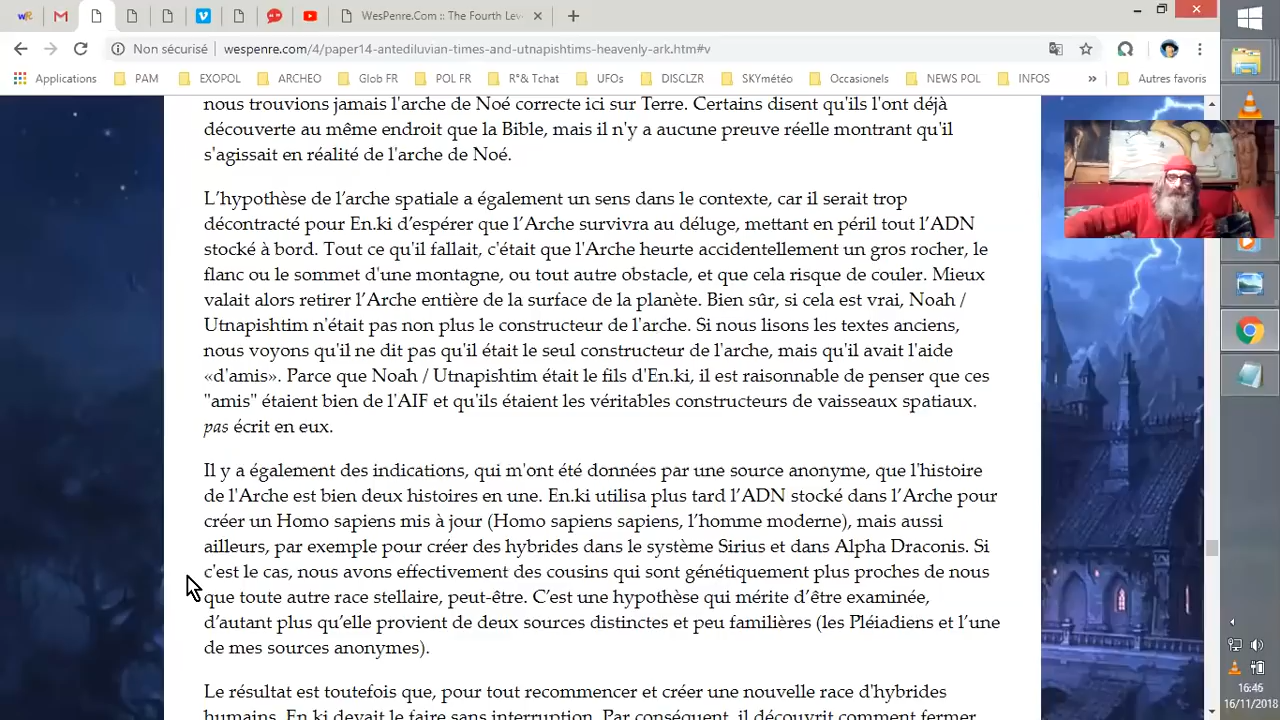 WesPenre.Com :: The Fourth Lev
Non sécurisé
wespenre.com/4/paper14-antediluvian-times-and-utnapishtims-heavenly-ark.htm#v
Applications PAM EXOPOL ARCHEO Glob FR POL FR R°& Tchat UFOs DISCLZR SKYmétéo Occasionels NEWS POL INFOS » Autres favoris
nous trouvions jamais l'arche de Noé correcte ici sur Terre. Certains disent qu'ils l'ont déjà
découverte au même endroit que la Bible, mais il n'y a aucune preuve réelle montrant qu'il
s'agissait en réalité de l'arche de Noé.
L’hypothèse de l’arche spatiale a également un sens dans le contexte, car il serait trop
décontracté pour En.ki d’espérer que l’Arche survivra au déluge, mettant en péril tout l’ADN
stocké à bord. Tout ce qu'il fallait, c'était que l'Arche heurte accidentellement un gros rocher, le
flanc ou le sommet d'une montagne, ou tout autre obstacle, et que cela risque de couler. Mieux
valait alors retirer l’Arche entière de la surface de la planète. Bien sûr, si cela est vrai, Noah /
Utnapishtim n'était pas non plus le constructeur de l'arche. Si nous lisons les textes anciens,
nous voyons qu'il ne dit pas qu'il était le seul constructeur de l'arche, mais qu'il avait l'aide
«d'amis». Parce que Noah / Utnapishtim était le fils d'En.ki, il est raisonnable de penser que ces
"amis" étaient bien de l'AIF et qu'ils étaient les véritables constructeurs de vaisseaux spatiaux.
pas écrit en eux.
Il y a également des indications, qui m'ont été données par une source anonyme, que l'histoire
de l'Arche est bien deux histoires en une. En.ki utilisa plus tard l’ADN stocké dans l’Arche pour
créer un Homo sapiens mis à jour (Homo sapiens sapiens, l’homme moderne), mais aussi
ailleurs, par exemple pour créer des hybrides dans le système Sirius et dans Alpha Draconis. Si
c'est le cas, nous avons effectivement des cousins qui sont génétiquement plus proches de nous
que toute autre race stellaire, peut-être. C’est une hypothèse qui mérite d’être examinée,
d’autant plus qu’elle provient de deux sources distinctes et peu familières (les Pléiadiens et l’une
de mes sources anonymes).
Le résultat est toutefois que, pour tout recommencer et créer une nouvelle race d'hybrides
humains, En.ki devait le faire sans interruption. Par conséquent, il découvrit comment fermer
16:46
16/11/2018